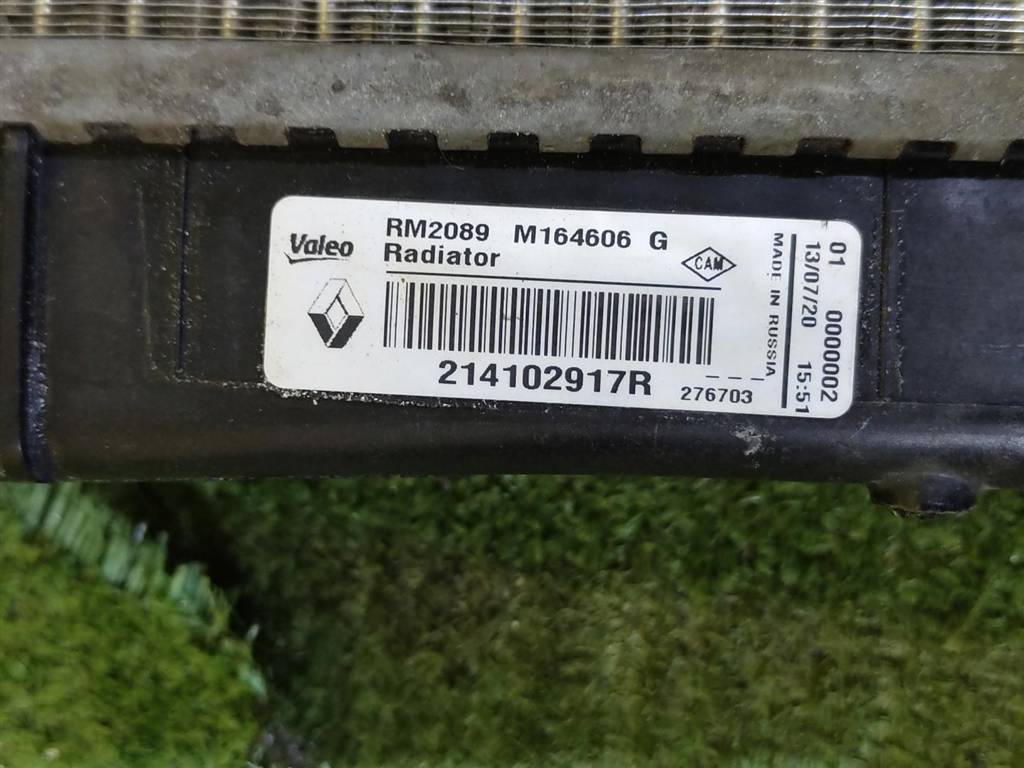 Valeo
RM2089 M164606 G
Radiator
CAM
214102917R
276703
MADE IN RUSSIA
13/07/20 15:51
01 0000002